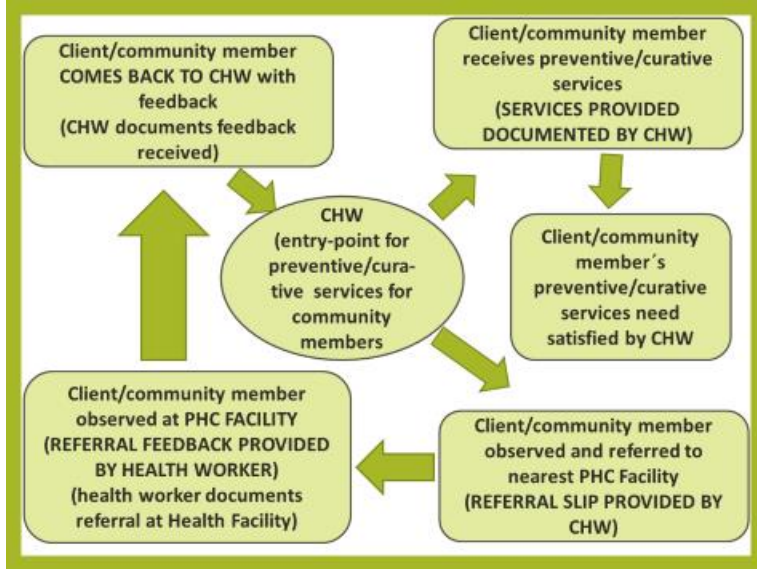 Client/community member
COMES BACK TO CHW with
feedback
(CHW documents feedback
received)
Client/community member
receives preventive/curative
services
(SERVICES PROVIDED
DOCUMENTED BY CHW)
CHW
(entry-point for
preventive/cura-
tive services for
community
members
Client/community
member´s
preventive/curative
services need
satisfied by CHW
Client/community member
observed at PHC FACILITY
(REFERRAL FEEDBACK PROVIDED
BY HEALTH WORKER)
(health worker documents
referral at Health Facility)
Client/community member
observed and referred to
nearest PHC Facility
(REFERRAL SLIP PROVIDED BY
CHW)